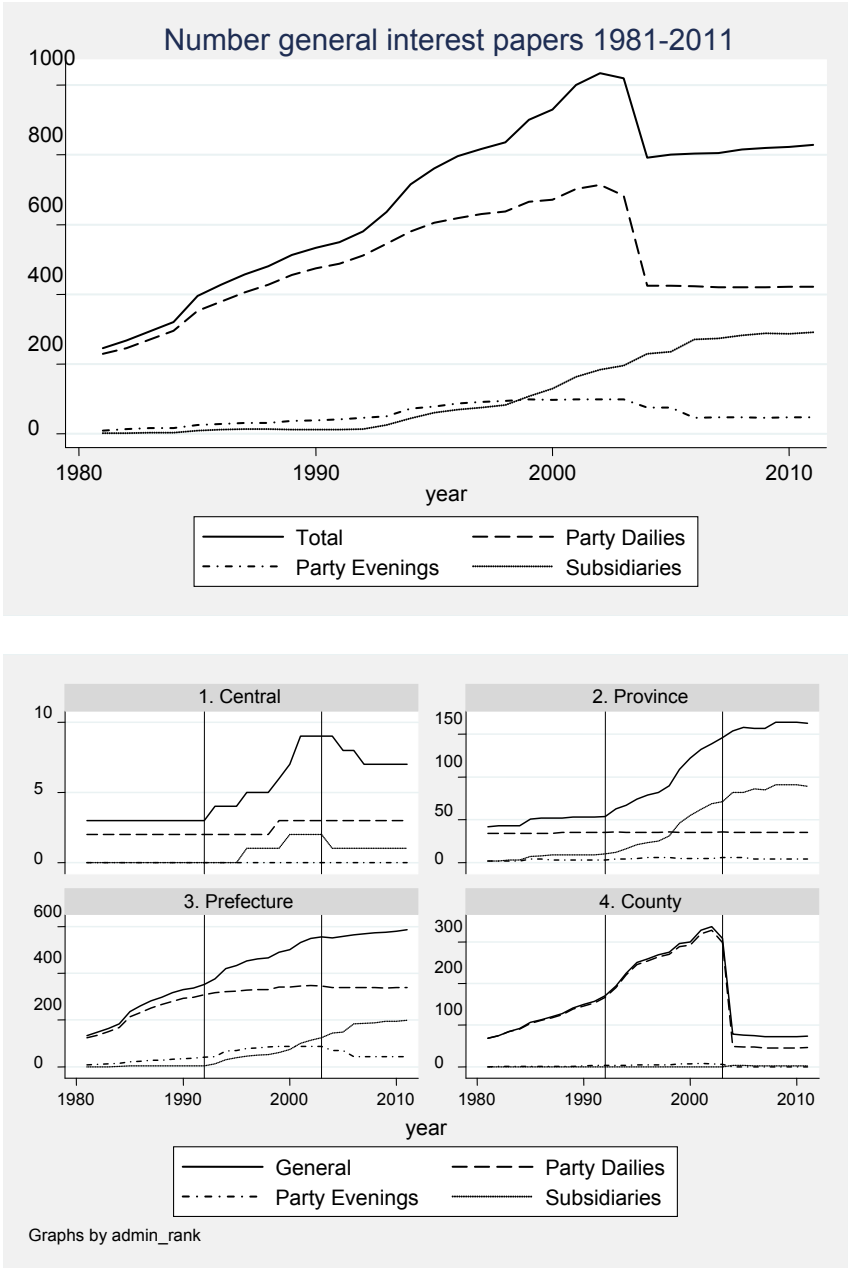 Number general interest papers 1981-2011
1000
800
600
400
200
0
1980 1990 2000 2010
year
Total Party Dailies
Party Evenings Subsidiaries
1. Central 2. Province
10
5
0
150
100
50
0
3. Prefecture 4. County
600
400
200
0
300
200
100
0
1980 1990 2000 2010 1980 1990 2000 2010
year
General Party Dailies
Party Evenings Subsidiaries
Graphs by admin_rank